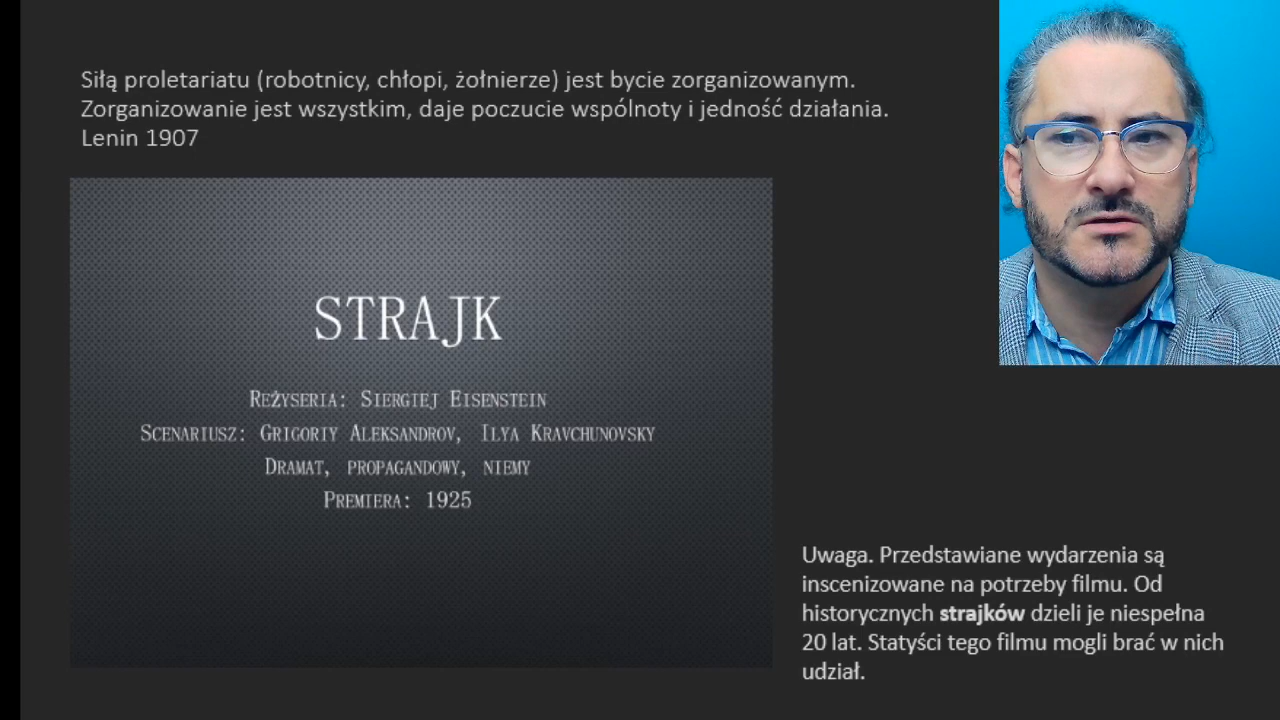 Siłą proletariatu (robotnicy, chłopi, żołnierze) jest bycie zorganizowanym.
Zorganizowanie jest wszystkim, daje poczucie wspólnoty i jedność działania.
Lenin 1907
STRAJK
Reżyseria: Siergiej Eisenstein
Scenariusz: Grigoriy Aleksandrov, Ilya Kravchunovsky
Dramat, propagandowy, niemy
Premiera: 1925
Uwaga. Przedstawiane wydarzenia są
inscenizowane na potrzeby filmu. Od
historycznych strajków dzieli je niespełna
20 lat. Statyści tego filmu mogli brać w nich
udział.